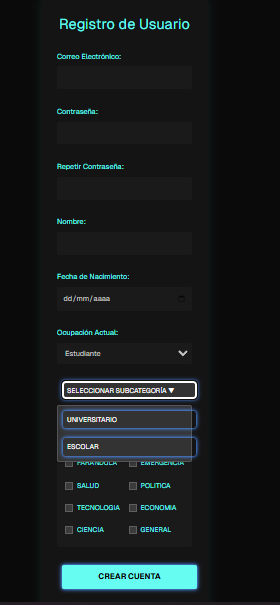 Registro de Usuario
Correo Electrónico:
Contraseña:
Repetir Contraseña:
Nombre:
Fecha de Nacimiento:
dd/mm/aaaa
Ocupación Actual:
Estudiante
SELECCIONAR SUBCATEGORÍA ▼
UNIVERSITARIO
ESCOLAR
FARANDULA EMERGENCIA
SALUD POLITICA
TECNOLOGIA ECONOMIA
CIENCIA GENERAL
CREAR CUENTA